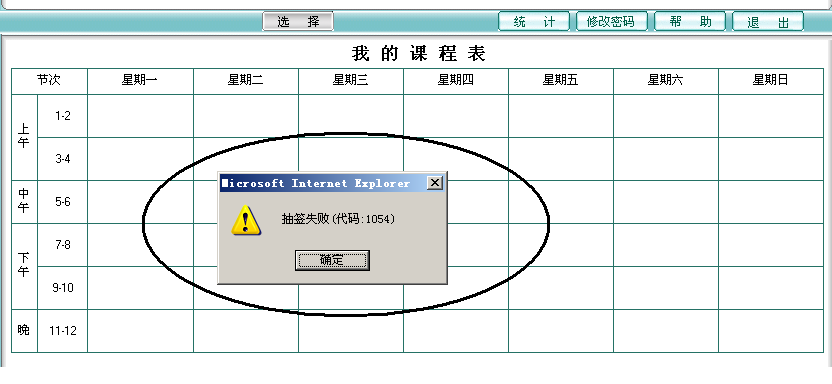 选 择 统 计 修改密码 帮 助 退 出
我 的 课 程 表
节次 星期一 星期二 星期三 星期四 星期五 星期六 星期日
上午
1-2
3-4
中午
5-6
下午
7-8
9-10
晚 11-12
Microsoft Internet Explorer
抽签失败(代码:1054)
确定